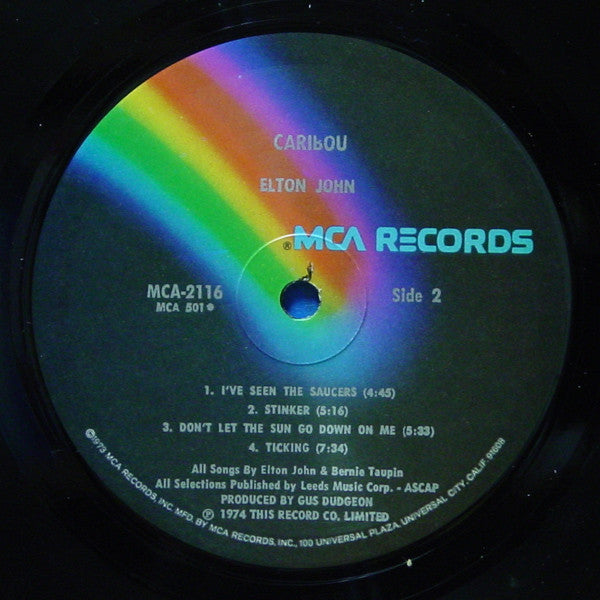 CARIbOU
ELTON JOHN
® MCA RECORDS
MCA-2116
MCA 501
Side 2
1. I'VE SEEN THE SAUCERS (4:45)
2. STINKER (5:16)
3. DON'T LET THE SUN GO DOWN ON ME (5:33)
4. TICKING (7:34)
All Songs By Elton John & Bernie Taupin
All Selections Published by Leeds Music Corp. - ASCAP
PRODUCED BY GUS DUDGEON
Ⓟ 1974 THIS RECORD CO. LIMITED
©1973 MCA RECORDS, INC. MFD. BY MCA RECORDS, INC., 100 UNIVERSAL PLAZA, UNIVERSAL CITY, CALIF. 91608